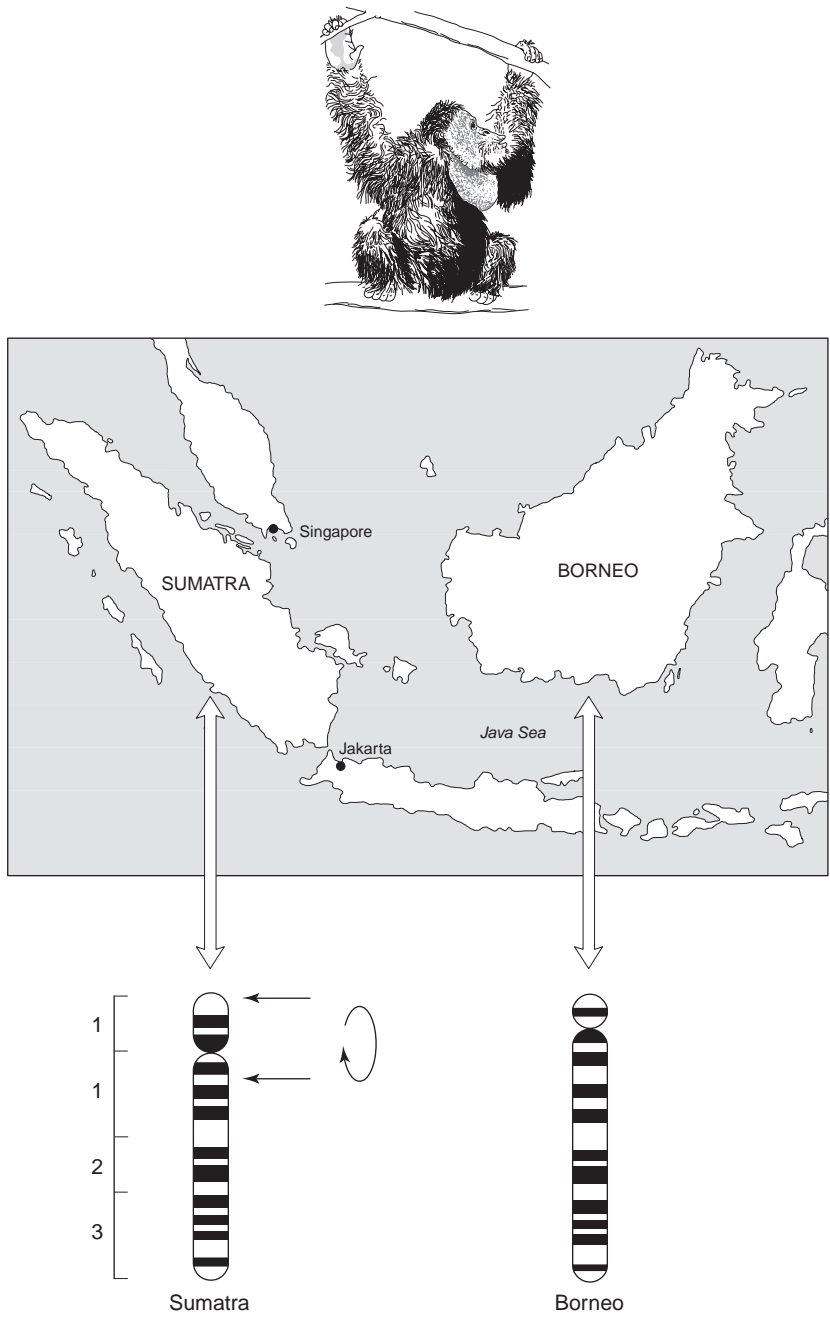 Singapore
SUMATRA
BORNEO
Java Sea
Jakarta
1
1
2
3
Sumatra
Borneo